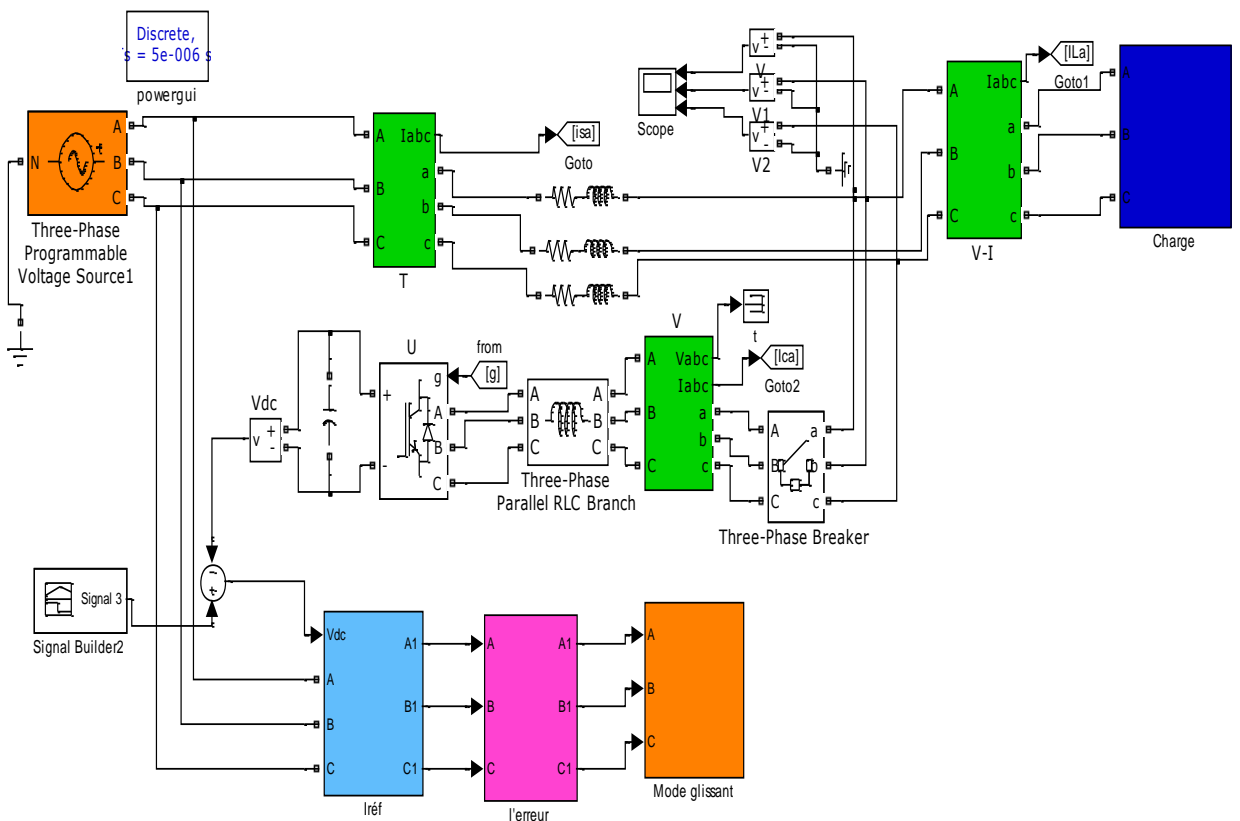 Discrete,
s = 5e-006 s
powergui
N
A
B
C
Three-Phase
Programmable
Voltage Source1
A
B
C
Iabc
a
b
c
T
[isa]
Goto
Scope
v
+
-
V
v
+
-
V1
v
+
-
V2
A
B
C
Iabc
a
b
c
V-I
[ILa]
Goto1
A
B
C
Charge
Vdc
v
+
-
U
+
-
g
A
B
C
from
[g]
A
B
C
A
B
C
Three-Phase
Parallel RLC Branch
V
A
B
C
Vabc
Iabc
a
b
c
t
[Ica]
Goto2
A
B
C
a
b
c
Three-Phase Breaker
Signal 3
Signal Builder2
-
+
Vdc
A
B
C
A1
B1
C1
Iréf
A
B
C
A1
B1
C1
l'erreur
A
B
C
Mode glissant